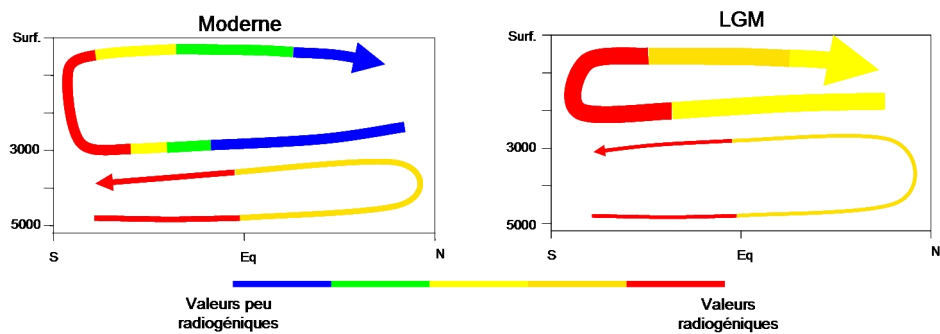 Moderne
Surf.
3000
5000
S
Eq
N
LGM
Surf.
3000
5000
S
Eq
N
Valeurs peu
radiogéniques
Valeurs
radiogéniques